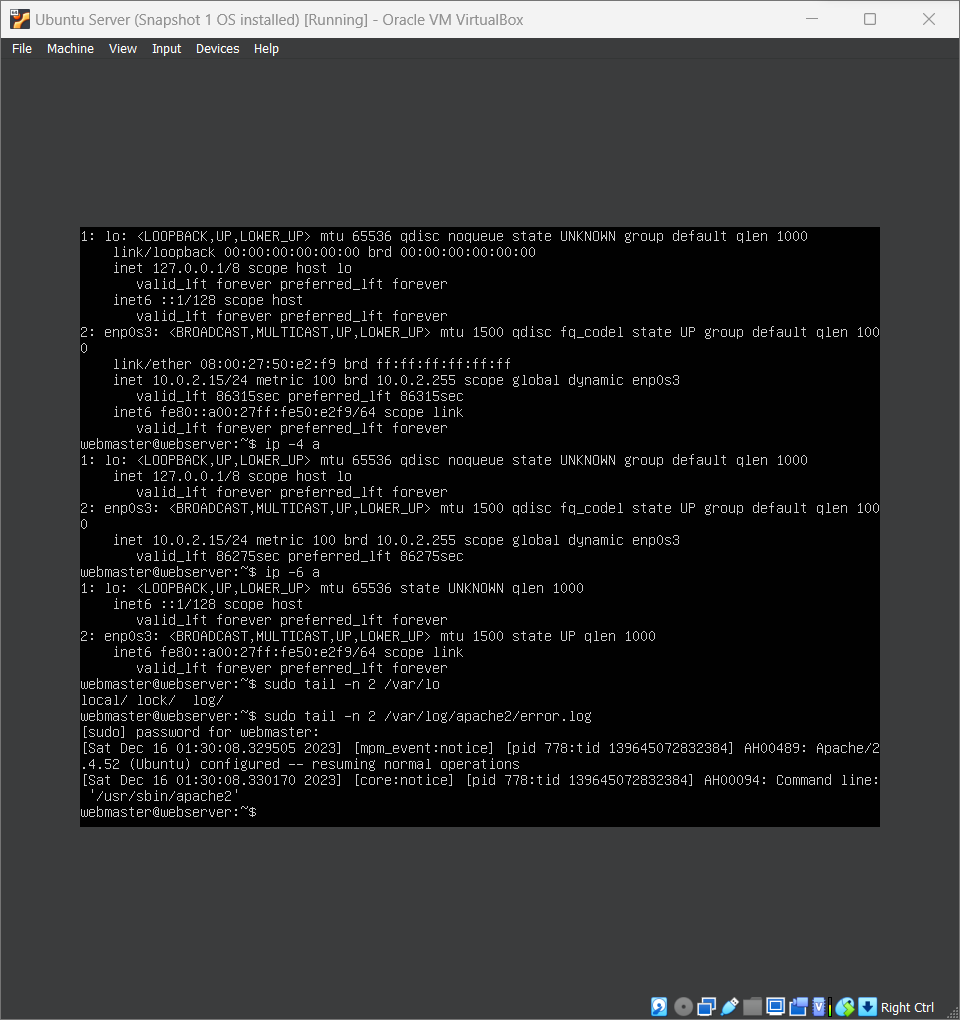 Ubuntu Server (Snapshot 1 OS installed) [Running] - Oracle VM VirtualBox
File Machine View Input Devices Help
1: lo: <LOOPBACK,UP,LOWER_UP> mtu 65536 qdisc noqueue state UNKNOWN group default qlen 1000
    link/loopback 00:00:00:00:00:00 brd 00:00:00:00:00:00
    inet 127.0.0.1/8 scope host lo
       valid_lft forever preferred_lft forever
    inet6 ::1/128 scope host
       valid_lft forever preferred_lft forever
2: enp0s3: <BROADCAST,MULTICAST,UP,LOWER_UP> mtu 1500 qdisc fq_codel state UP group default qlen 100
0
    link/ether 08:00:27:50:e2:f9 brd ff:ff:ff:ff:ff:ff
    inet 10.0.2.15/24 metric 100 brd 10.0.2.255 scope global dynamic enp0s3
       valid_lft 86315sec preferred_lft 86315sec
    inet6 fe80::a00:27ff:fe50:e2f9/64 scope link
       valid_lft forever preferred_lft forever
webmaster@webserver:~$ ip -4 a
1: lo: <LOOPBACK,UP,LOWER_UP> mtu 65536 qdisc noqueue state UNKNOWN group default qlen 1000
    inet 127.0.0.1/8 scope host lo
       valid_lft forever preferred_lft forever
2: enp0s3: <BROADCAST,MULTICAST,UP,LOWER_UP> mtu 1500 qdisc fq_codel state UP group default qlen 100
0
    inet 10.0.2.15/24 metric 100 brd 10.0.2.255 scope global dynamic enp0s3
       valid_lft 86275sec preferred_lft 86275sec
webmaster@webserver:~$ ip -6 a
1: lo: <LOOPBACK,UP,LOWER_UP> mtu 65536 state UNKNOWN qlen 1000
    inet6 ::1/128 scope host
       valid_lft forever preferred_lft forever
2: enp0s3: <BROADCAST,MULTICAST,UP,LOWER_UP> mtu 1500 state UP qlen 1000
    inet6 fe80::a00:27ff:fe50:e2f9/64 scope link
       valid_lft forever preferred_lft forever
webmaster@webserver:~$ sudo tail -n 2 /var/lo
local/ lock/  log/
webmaster@webserver:~$ sudo tail -n 2 /var/log/apache2/error.log
[sudo] password for webmaster:
[Sat Dec 16 01:30:08.329505 2023] [mpm_event:notice] [pid 778:tid 139645072832384] AH00489: Apache/2
.4.52 (Ubuntu) configured -- resuming normal operations
[Sat Dec 16 01:30:08.330170 2023] [core:notice] [pid 778:tid 139645072832384] AH00094: Command line:
 '/usr/sbin/apache2'
webmaster@webserver:~$
Right Ctrl